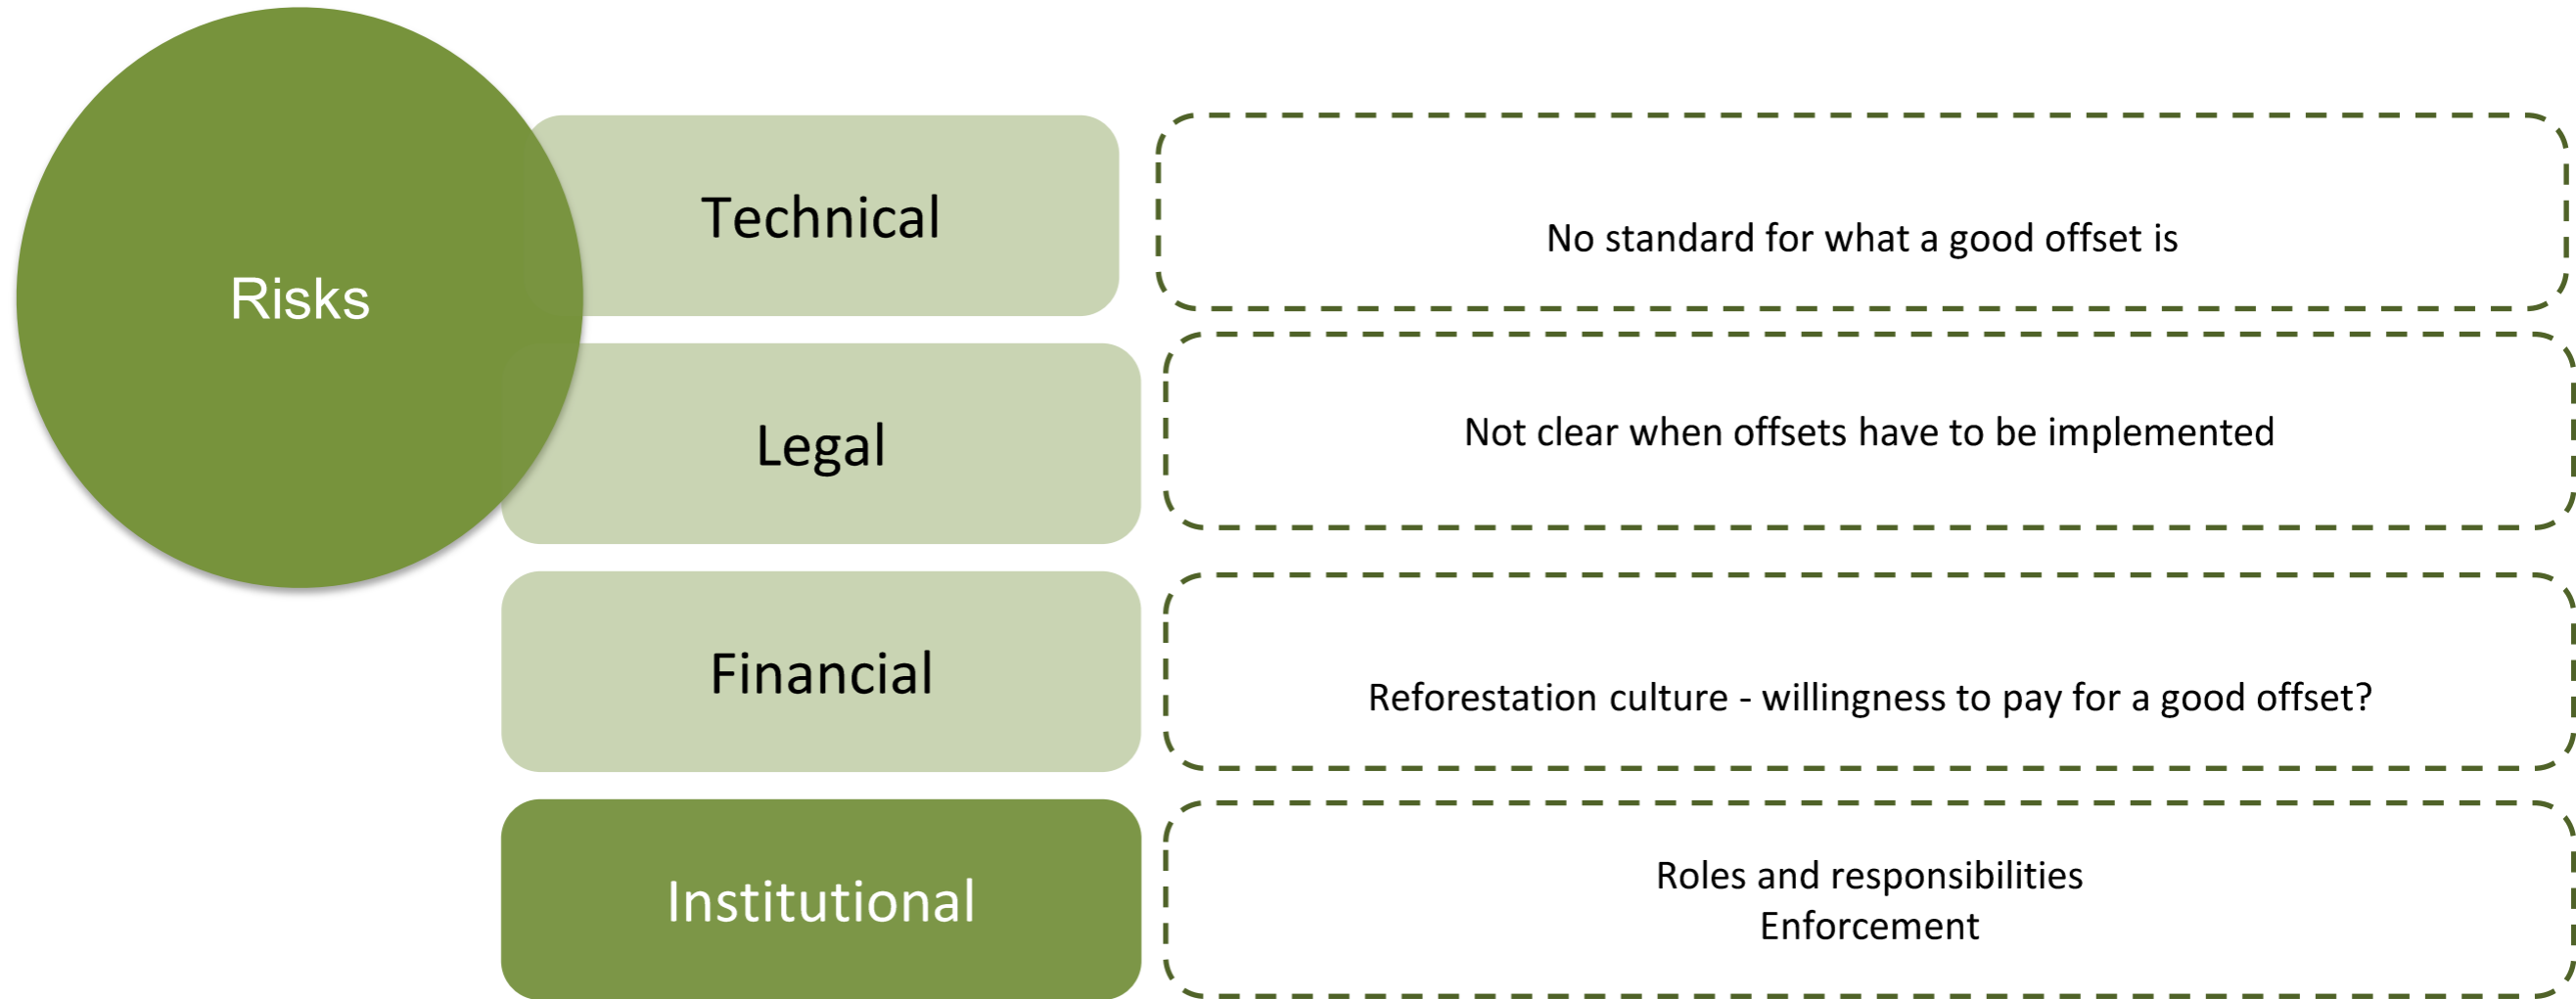 Risks
Technical
No standard for what a good offset is
Legal
Not clear when offsets have to be implemented
Financial
Reforestation culture - willingness to pay for a good offset?
Institutional
Roles and responsibilities
Enforcement